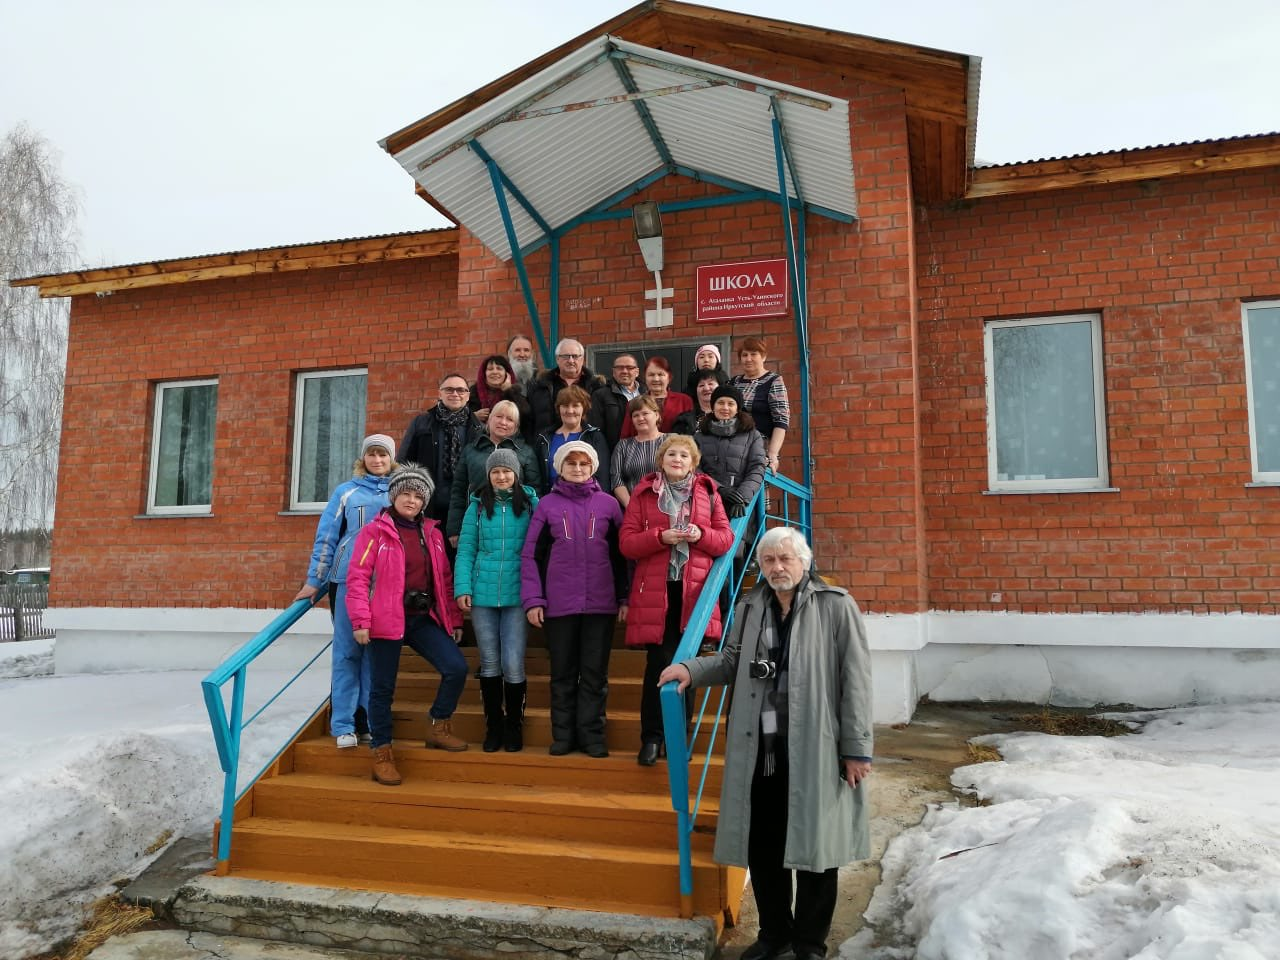 ШКОЛА
с. Аталанка Усть-Удинского
района Иркутской области